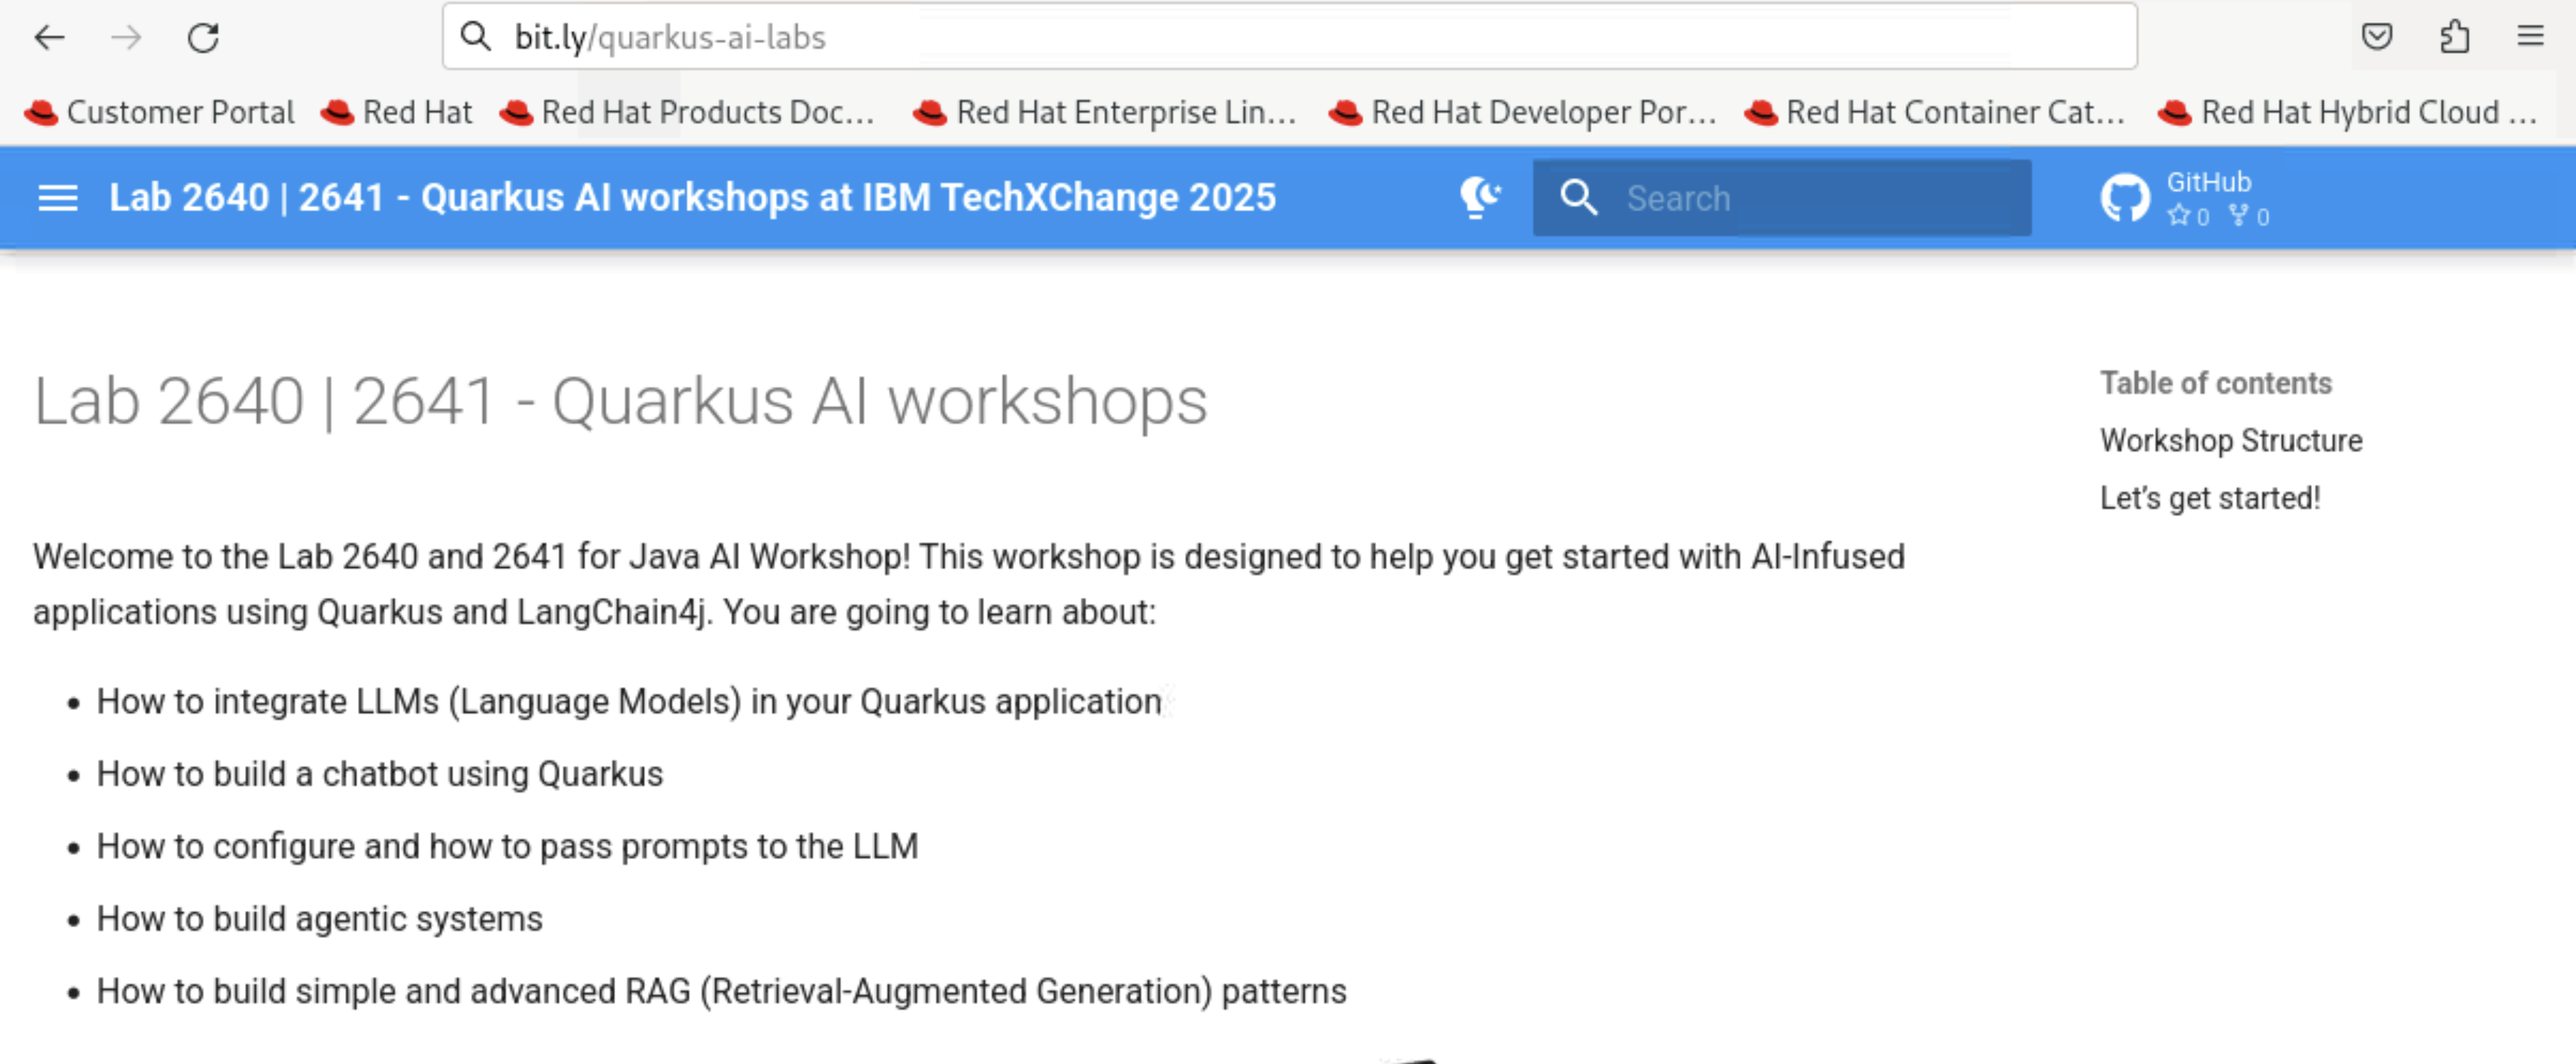 bit.ly/quarkus-ai-labs
Customer Portal Red Hat Red Hat Products Doc… Red Hat Enterprise Lin… Red Hat Developer Por… Red Hat Container Cat… Red Hat Hybrid Cloud …
Lab 2640 | 2641 - Quarkus AI workshops at IBM TechXChange 2025
Search
GitHub
0 0
Lab 2640 | 2641 - Quarkus AI workshops
Welcome to the Lab 2640 and 2641 for Java AI Workshop! This workshop is designed to help you get started with AI-Infused
applications using Quarkus and LangChain4j. You are going to learn about:
• How to integrate LLMs (Language Models) in your Quarkus application
• How to build a chatbot using Quarkus
• How to configure and how to pass prompts to the LLM
• How to build agentic systems
• How to build simple and advanced RAG (Retrieval-Augmented Generation) patterns
Table of contents
Workshop Structure
Let’s get started!